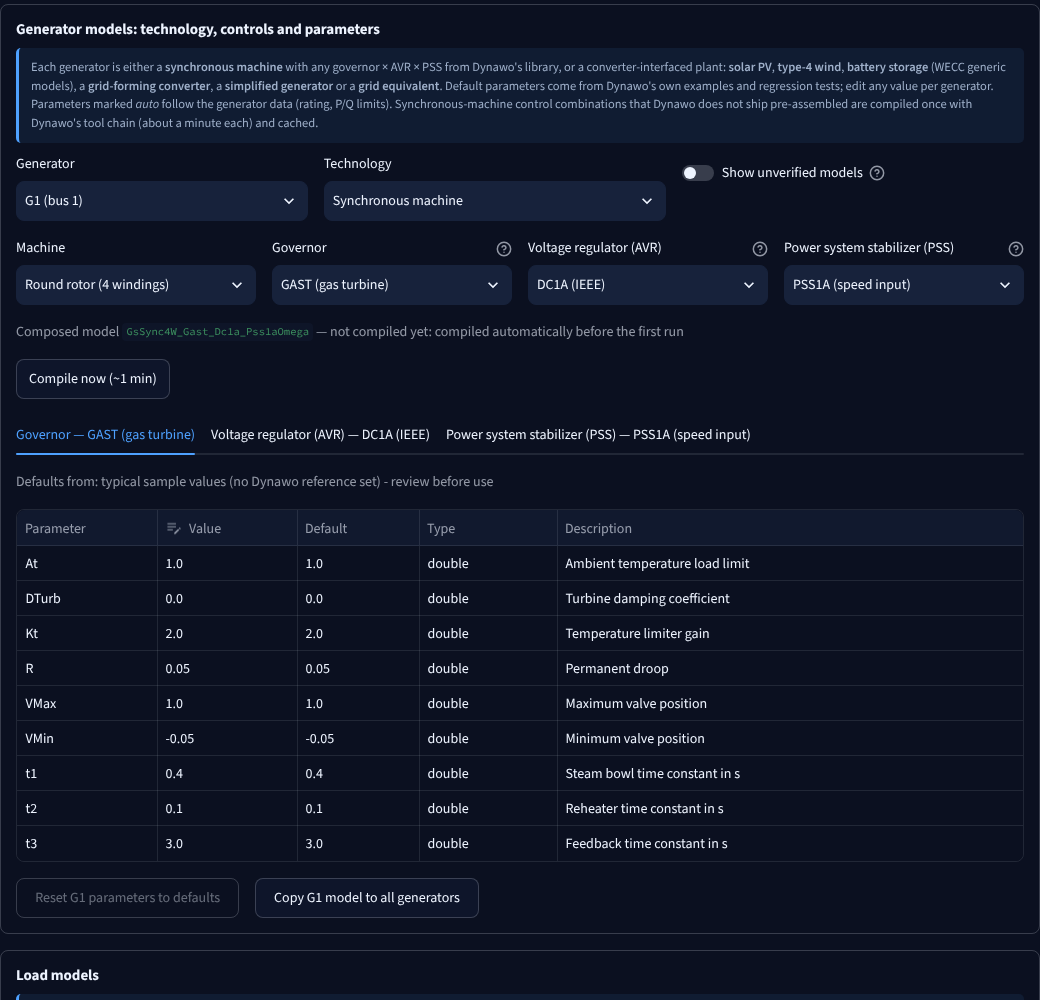 Generator models: technology, controls and parameters
Each generator is either a synchronous machine with any governor × AVR × PSS from Dynawo's library, or a converter-interfaced plant: solar PV, type-4 wind, battery storage (WECC generic
models), a grid-forming converter, a simplified generator or a grid equivalent. Default parameters come from Dynawo's own examples and regression tests; edit any value per generator.
Parameters marked auto follow the generator data (rating, P/Q limits). Synchronous-machine control combinations that Dynawo does not ship pre-assembled are compiled once with
Dynawo's tool chain (about a minute each) and cached.
Generator Technology
G1 (bus 1) Synchronous machine Show unverified models ?
Machine Governor ? Voltage regulator (AVR) ? Power system stabilizer (PSS) ?
Round rotor (4 windings) GAST (gas turbine) DC1A (IEEE) PSS1A (speed input)
Composed model GsSync4W_Gast_Dc1a_Pss1aOmega — not compiled yet: compiled automatically before the first run
Compile now (~1 min)
Governor — GAST (gas turbine) Voltage regulator (AVR) — DC1A (IEEE) Power system stabilizer (PSS) — PSS1A (speed input)
Defaults from: typical sample values (no Dynawo reference set) - review before use
Parameter Value Default Type Description
At 1.0 1.0 double Ambient temperature load limit
DTurb 0.0 0.0 double Turbine damping coefficient
Kt 2.0 2.0 double Temperature limiter gain
R 0.05 0.05 double Permanent droop
VMax 1.0 1.0 double Maximum valve position
VMin -0.05 -0.05 double Minimum valve position
t1 0.4 0.4 double Steam bowl time constant in s
t2 0.1 0.1 double Reheater time constant in s
t3 3.0 3.0 double Feedback time constant in s
Reset G1 parameters to defaults Copy G1 model to all generators
Load models